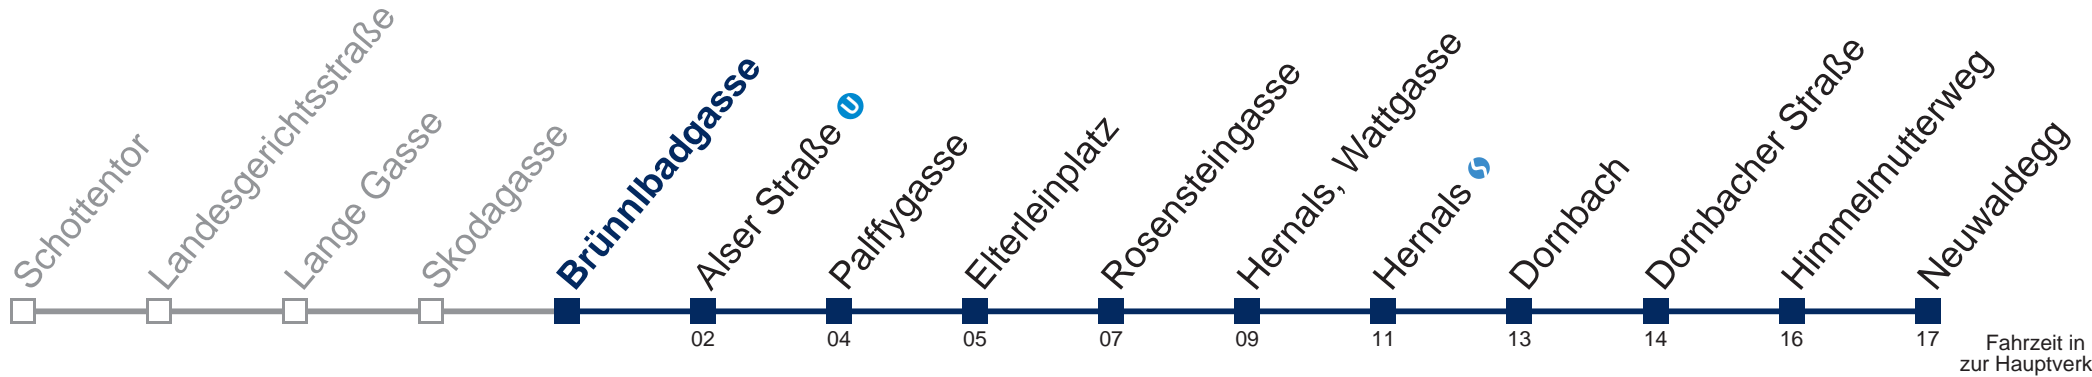 Schottentor
Landesgerichtsstraße
Lange Gasse
Skodagasse
Brünnlbadgasse
Alser Straße U
Palffygasse
Elterleinplatz
Rosensteingasse
Hernals, Wattgasse
Hernals
Dornbach
Dornbacher Straße
Himmelmutterweg
Neuwaldegg
02 04 05 07 09 11 13 14 16 17
Fahrzeit in
zur Hauptverk